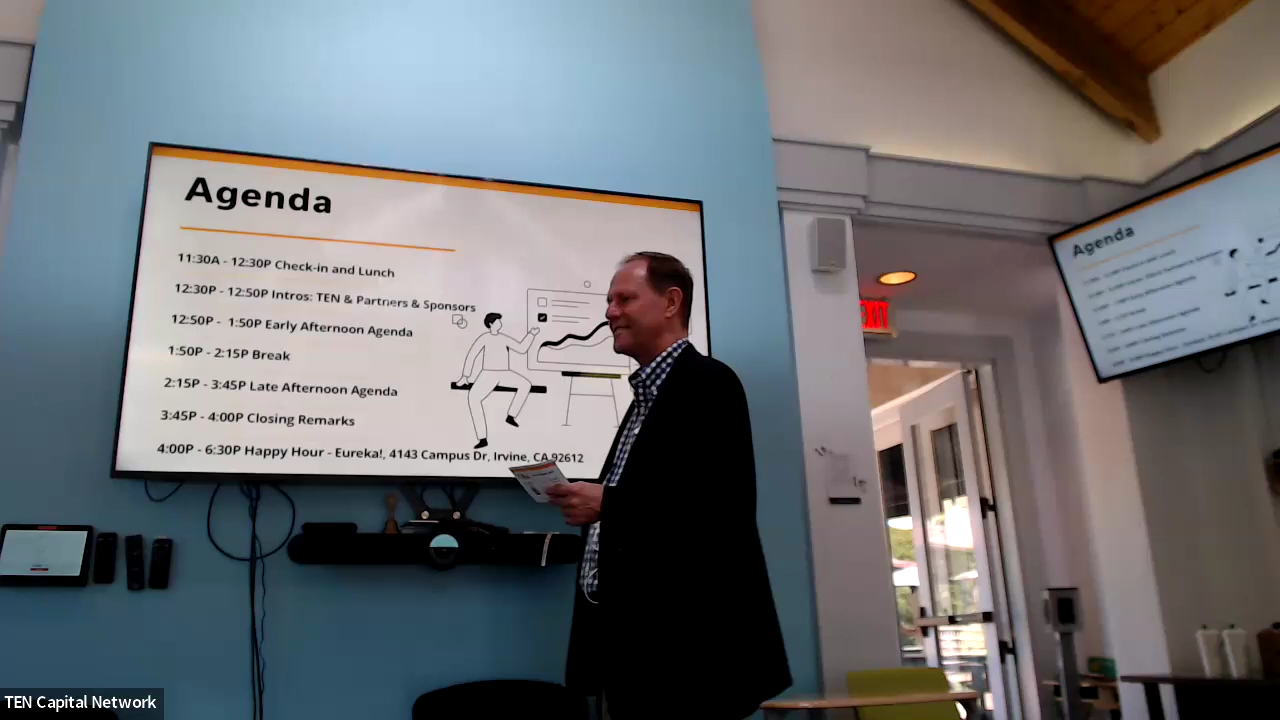 Agenda
11:30A - 12:30P Check-in and Lunch
12:30P - 12:50P Intros: TEN & Partners & Sponsors
12:50P - 1:50P Early Afternoon Agenda
1:50P - 2:15P Break
2:15P - 3:45P Late Afternoon Agenda
3:45P - 4:00P Closing Remarks
4:00P - 6:30P Happy Hour - Eureka!, 4143 Campus Dr, Irvine, CA 92612
EXIT
Agenda
TEN Capital Network